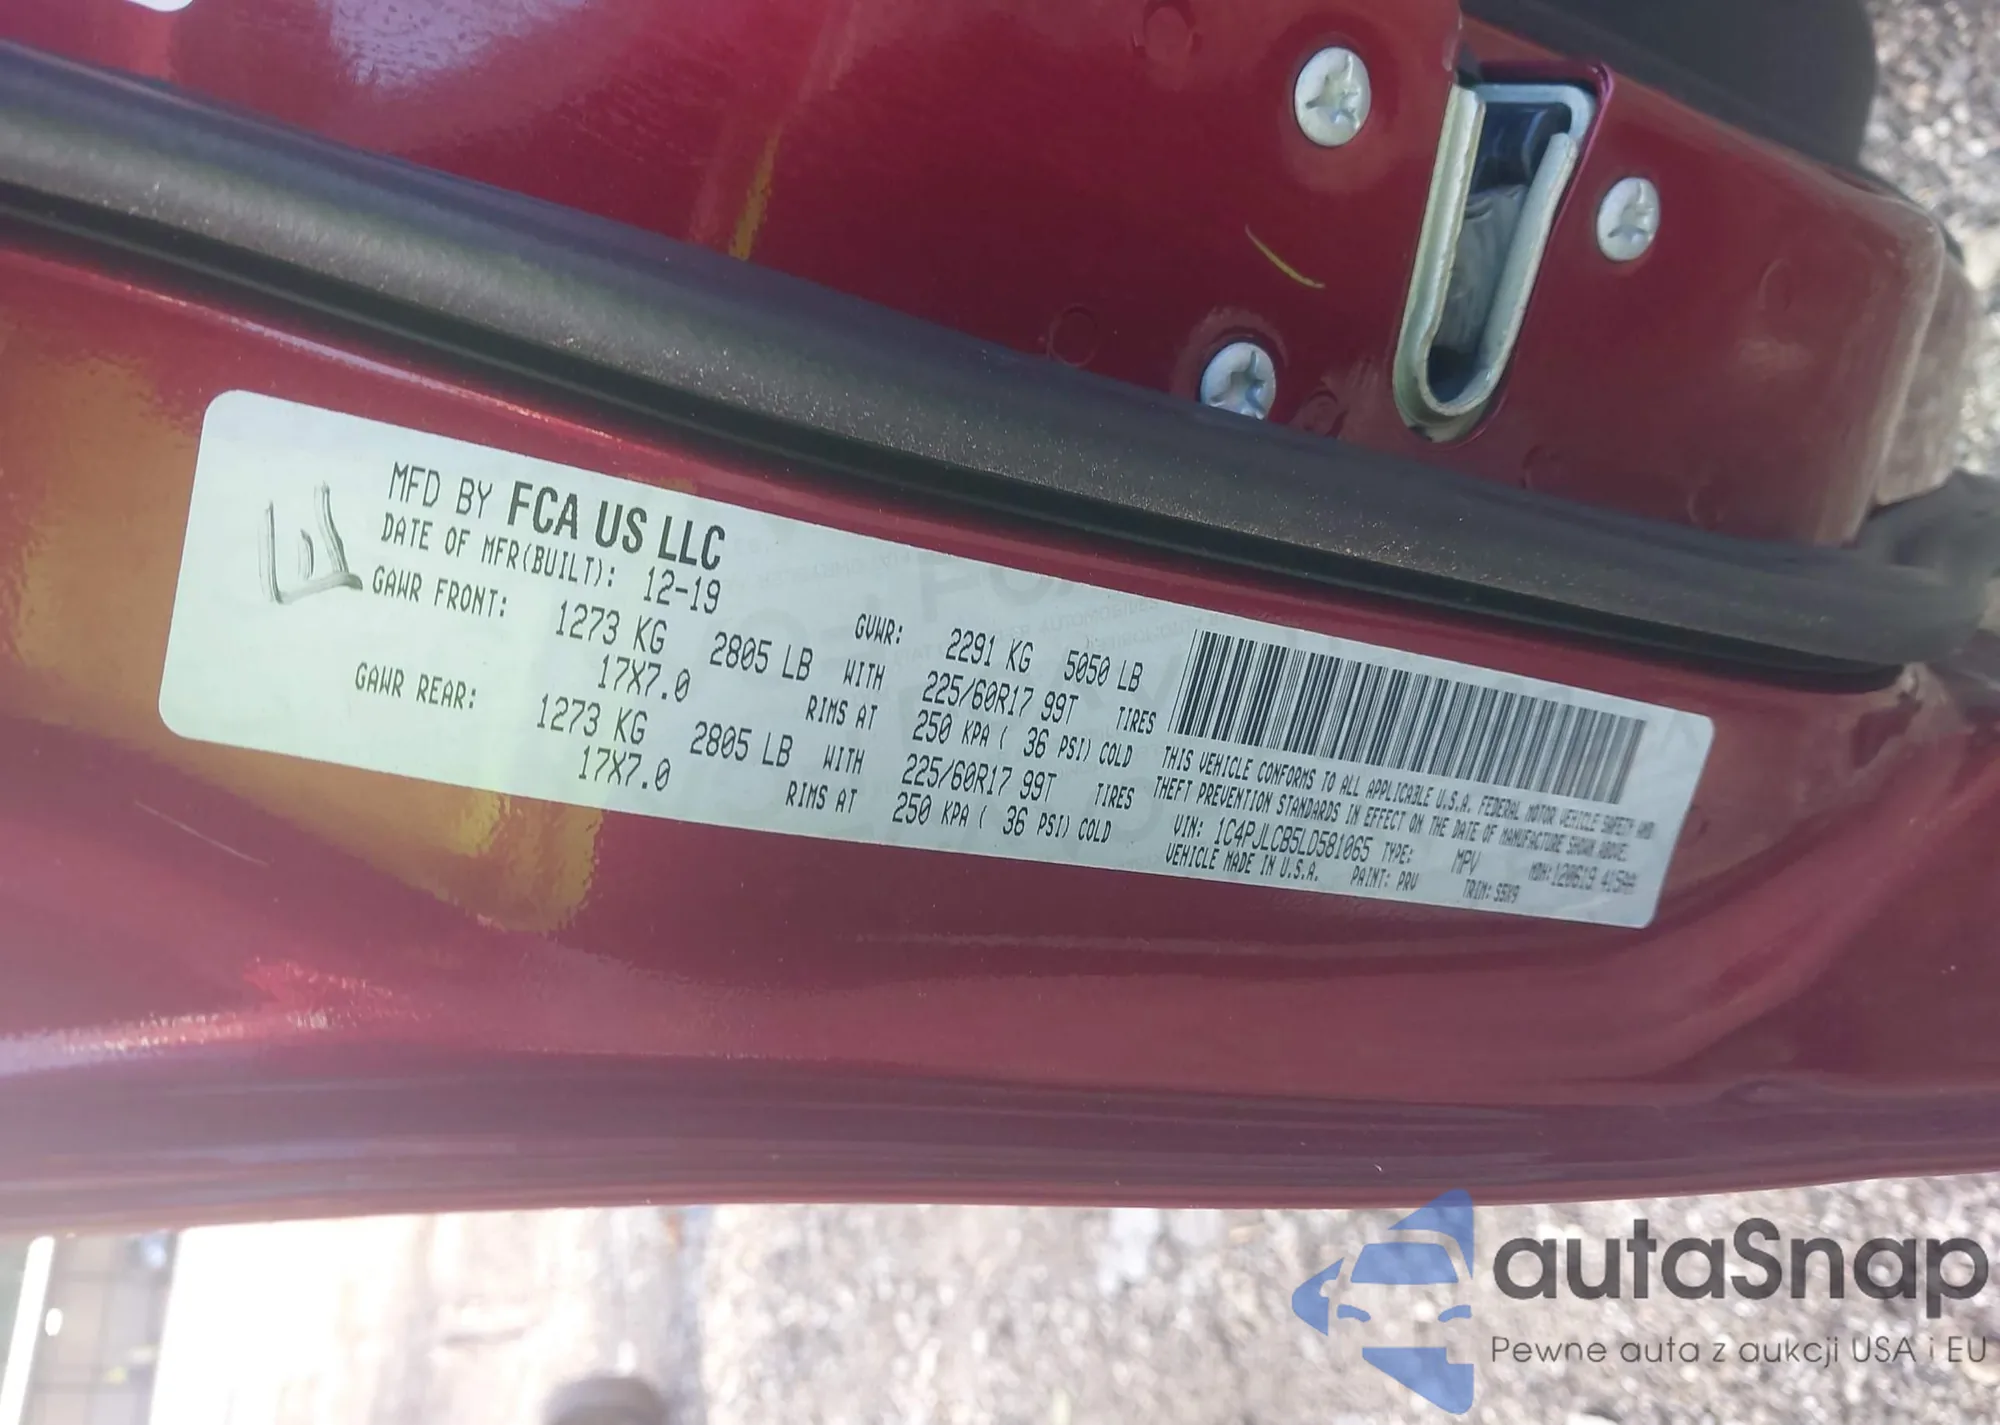 MFD BY FCA US LLC
DATE OF MFR(BUILT): 12-19 GVWR: 2291 KG 5050 LB
GAWR FRONT: 1273 KG 2805 LB WITH 225/60R17 99T TIRES
17X7.0 RIMS AT 250 KPA ( 36 PSI) COLD
GAWR REAR: 1273 KG 2805 LB WITH 225/60R17 99T TIRES
17X7.0 RIMS AT 250 KPA ( 36 PSI) COLD
THIS VEHICLE CONFORMS TO ALL APPLICABLE U.S.A. FEDERAL MOTOR VEHICLE SAFETY AND
THEFT PREVENTION STANDARDS IN EFFECT ON THE DATE OF MANUFACTURE SHOWN ABOVE.
VIN: 1C4PJLCB5LD581065 TYPE: MPV MDH:120619
VEHICLE MADE IN U.S.A. PAINT: PRV TRIM:
autaSnap
Pewne auta z aukcji USA i EU